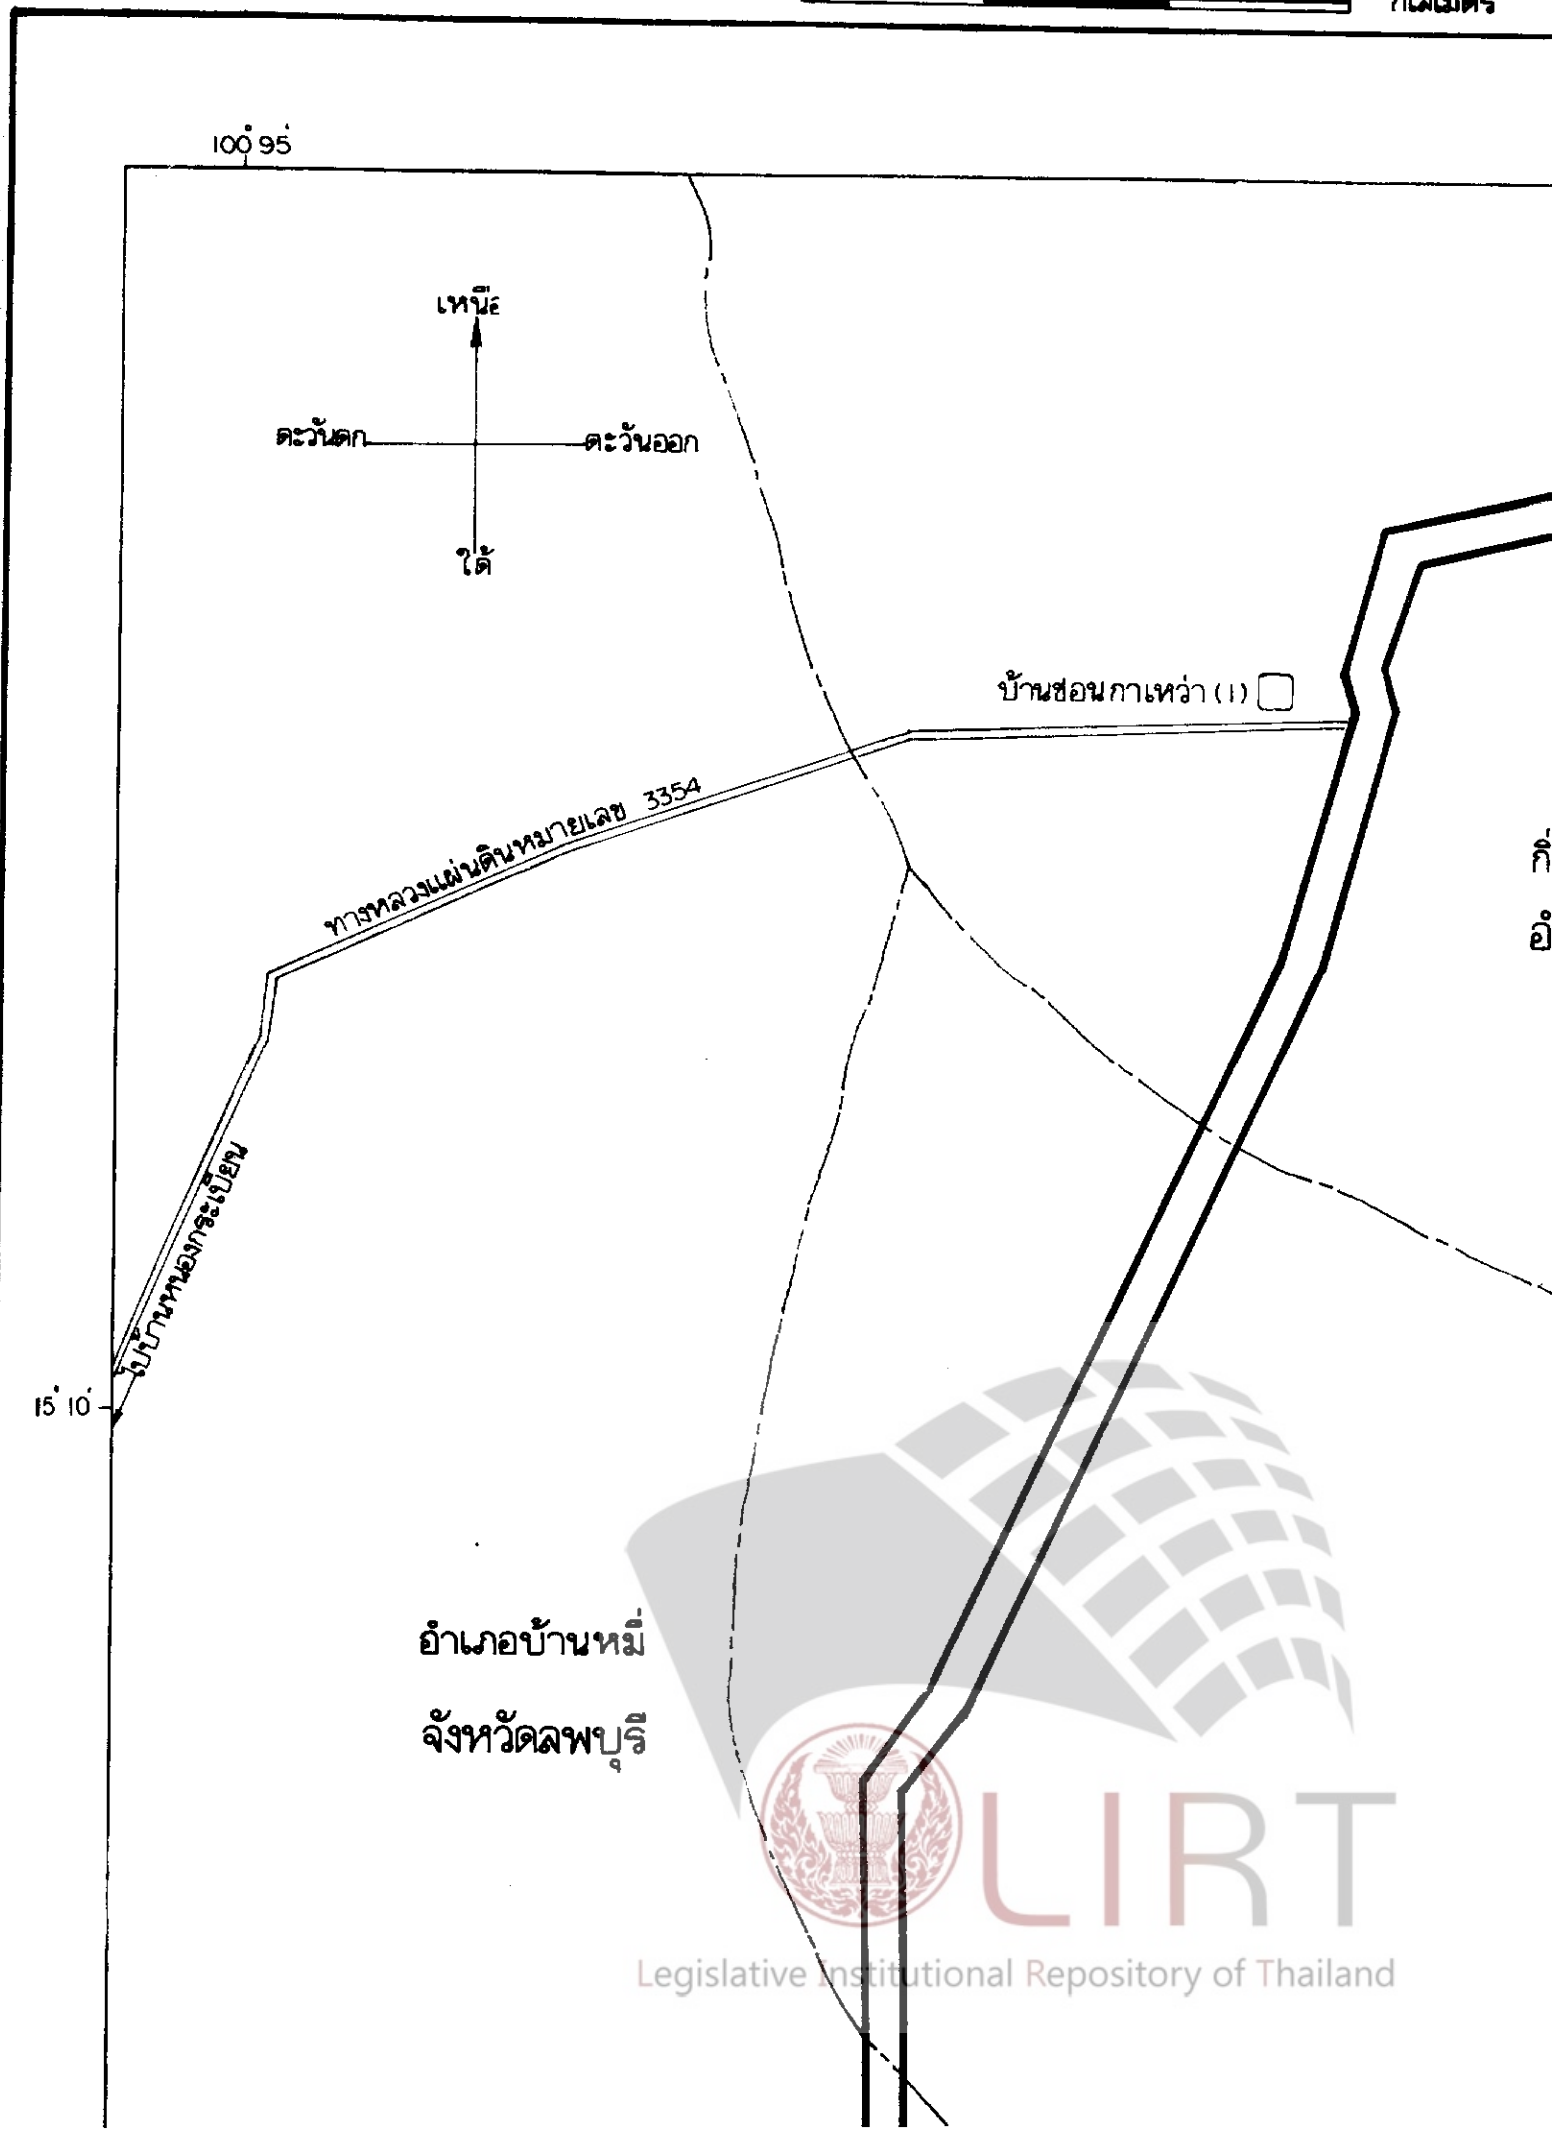 กิโลเมตร
100° 95'
เหนือ
ตะวันตก
ตะวันออก
ใต้
บ้านซ่อนกาเหว่า (1)
ทางหลวงแผ่นดินหมายเลข 3354
กิ่
อำ
ไปบ้านหนองกระเบียน
15° 10'
อำเภอบ้านหมี่
จังหวัดลพบุรี
LIRT
Legislative Institutional Repository of Thailand